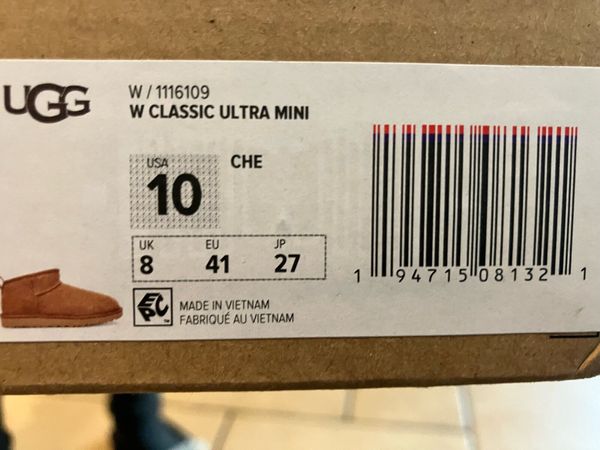 UGG
W / 1116109
W CLASSIC ULTRA MINI
USA
10
CHE
UK EU JP
8 41 27
EPC™
MADE IN VIETNAM
FABRIQUÉ AU VIETNAM
1 94715 08132 1